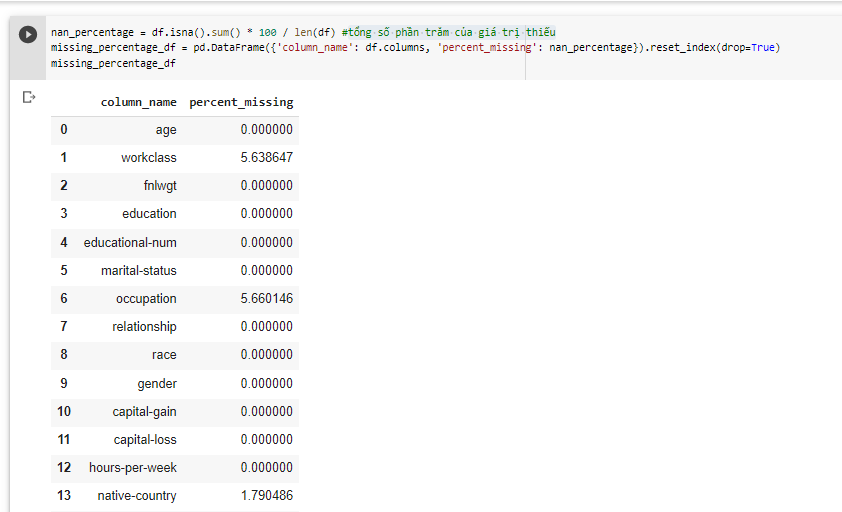 nan_percentage = df.isna().sum() * 100 / len(df) #tổng số phần trăm của giá trị thiếu
missing_percentage_df = pd.DataFrame({'column_name': df.columns, 'percent_missing': nan_percentage}).reset_index(drop=True)
missing_percentage_df
column_name percent_missing
0 age 0.000000
1 workclass 5.638647
2 fnlwgt 0.000000
3 education 0.000000
4 educational-num 0.000000
5 marital-status 0.000000
6 occupation 5.660146
7 relationship 0.000000
8 race 0.000000
9 gender 0.000000
10 capital-gain 0.000000
11 capital-loss 0.000000
12 hours-per-week 0.000000
13 native-country 1.790486